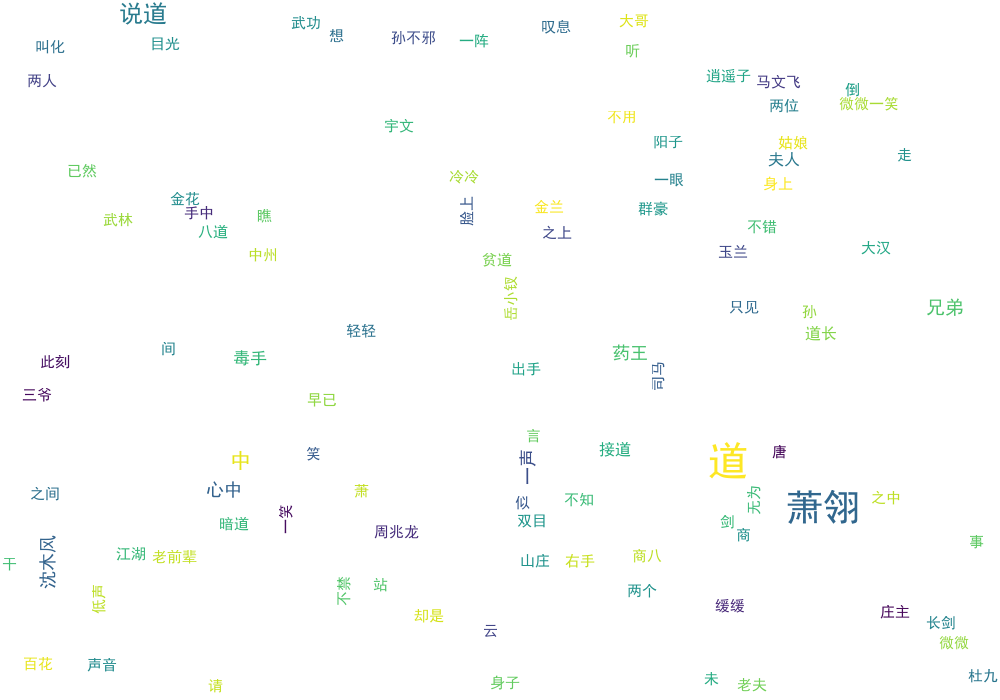 说道
武功
想
大哥
叹息
叫化
目光
孙不邪
一阵
听
两人
逍遥子
马文飞
倒
两位
微微一笑
不用
宇文
阳子
姑娘
夫人
走
已然
冷冷
一眼
身上
金花
手中
瞧
脸上
金兰
群豪
武林
八道
之上
不错
中州
贫道
玉兰
大汉
岳小钗
只见
孙
兄弟
轻轻
道长
间
毒手
药王
此刻
出手
司马
三爷
早已
言
笑
中
一声
接道
道
唐
心中
之间
萧
似
不知
无为
萧翎
之中
一笑
暗道
双目
剑
商
周兆龙
沈木风
江湖
老前辈
山庄
右手
商八
事
干
不禁
站
两个
低声
却是
缓缓
庄主
云
长剑
微微
百花
声音
请
身子
未
老夫
杜九